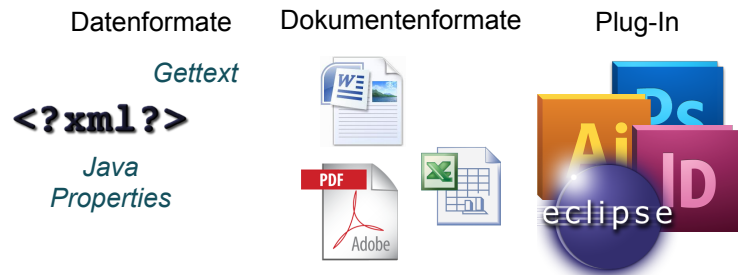 Datenformate
Dokumentenformate
Plug-In
Gettext
<?xml?>
Java
Properties
W
PDF
Adobe
X
Ps
Ai
ID
eclipse